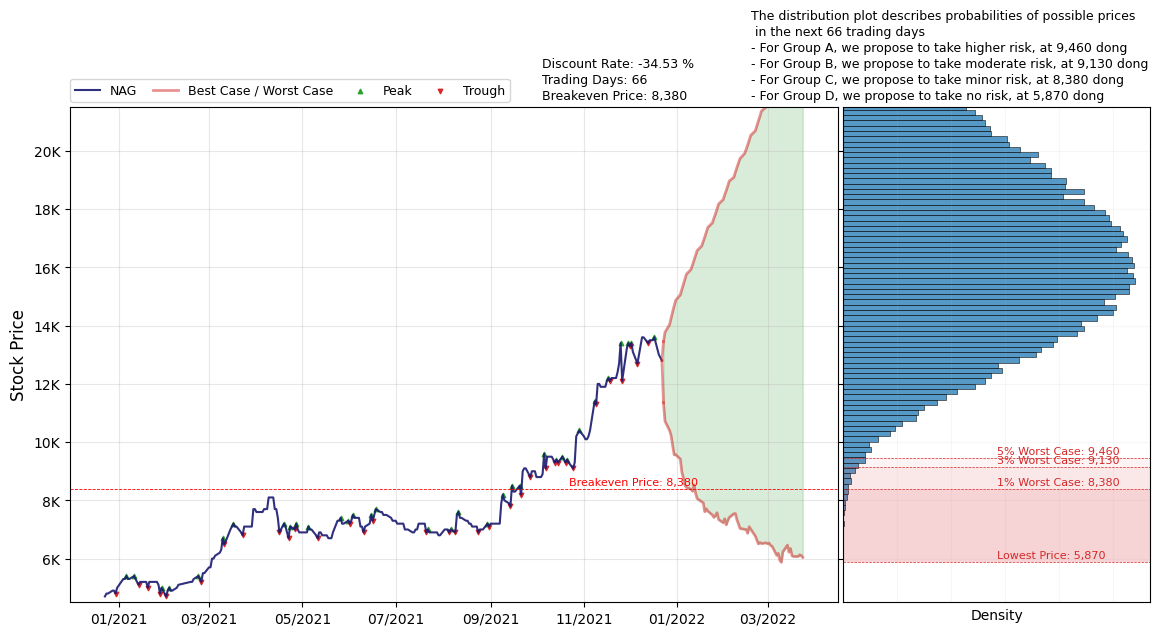 The distribution plot describes probabilities of possible prices
in the next 66 trading days
- For Group A, we propose to take higher risk, at 9,460 dong
- For Group B, we propose to take moderate risk, at 9,130 dong
- For Group C, we propose to take minor risk, at 8,380 dong
- For Group D, we propose to take no risk, at 5,870 dong
Discount Rate: -34.53 %
Trading Days: 66
Breakeven Price: 8,380
NAG
Best Case / Worst Case
Peak
Trough
Stock Price
20K
18K
16K
14K
12K
10K
8K
6K
Breakeven Price: 8,380
5% Worst Case: 9,460
3% Worst Case: 9,130
1% Worst Case: 8,380
Lowest Price: 5,870
01/2021
03/2021
05/2021
07/2021
09/2021
11/2021
01/2022
03/2022
Density